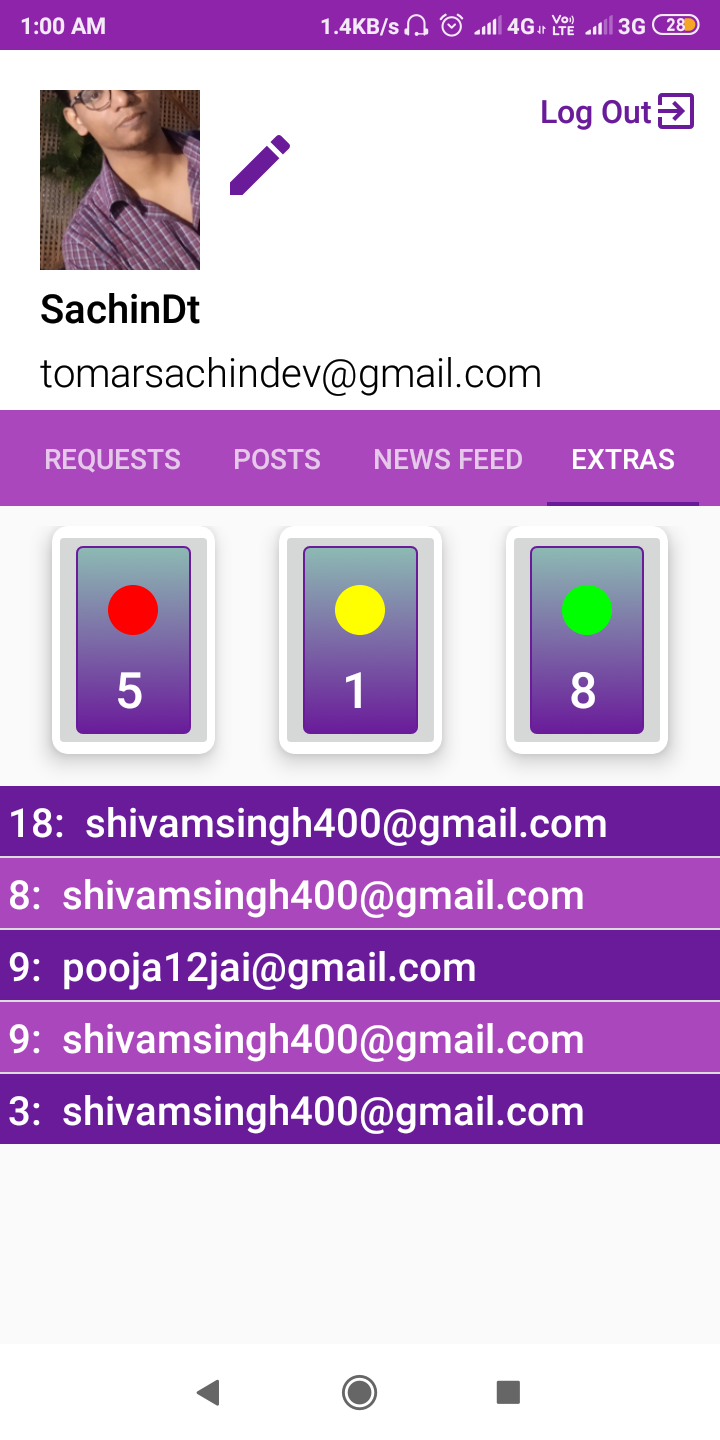 1:00 AM 1.4KB/s 4G Vo) LTE 3G 28
Log Out
SachinDt
tomarsachindev@gmail.com
REQUESTS POSTS NEWS FEED EXTRAS
5 1 8
18: shivamsingh400@gmail.com
8: shivamsingh400@gmail.com
9: pooja12jai@gmail.com
9: shivamsingh400@gmail.com
3: shivamsingh400@gmail.com